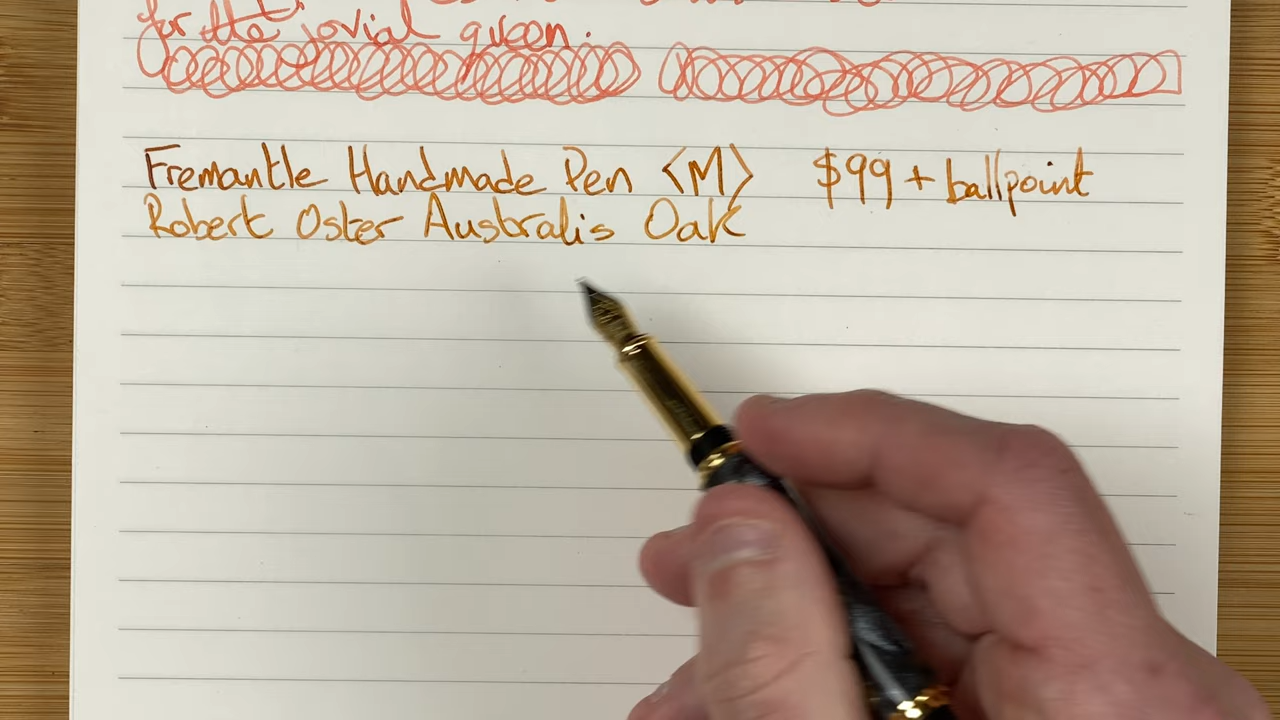 for the jovial queen.
Fremantle Handmade Pen <M> $99 + ballpoint
Robert Oster Australis Oak